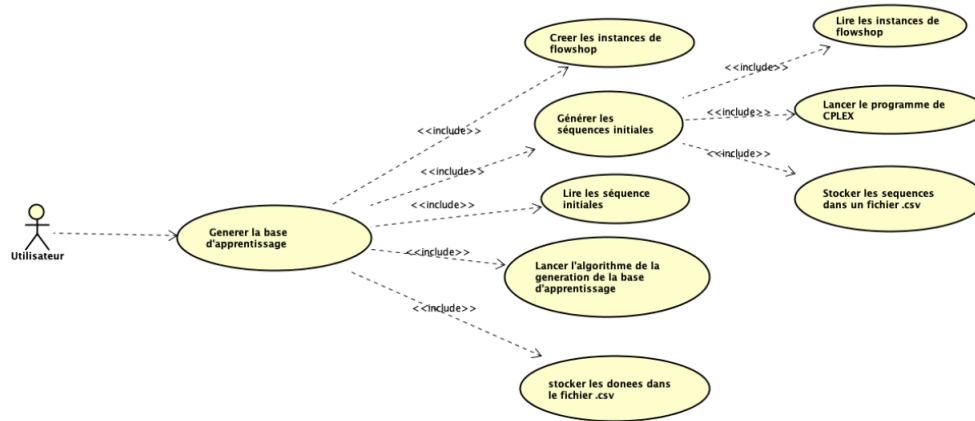 Creer les instances de
flowshop
Lire les instances de
flowshop
<<include>>
<<include>>
Générer les
séquences initiales
<<include>>
Lancer le programme de
CPLEX
<<include>>
<<include>>
Stocker les sequences
dans un fichier .csv
<<include>>
Lire les séquence
initiales
<<include>>
Utilisateur
Generer la base
d'apprentissage
<<include>>
Lancer l'algorithme de la
generation de la base
d'apprentissage
<<include>>
stocker les donees dans
le fichier .csv